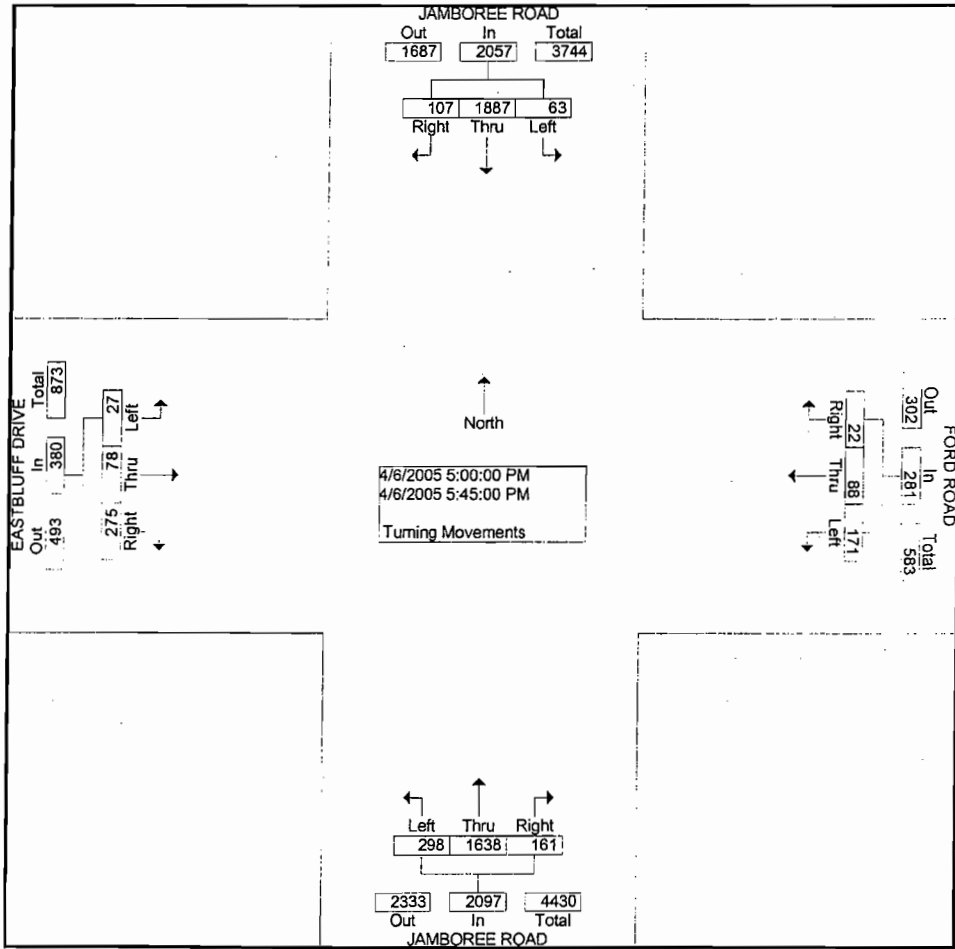 JAMBOREE ROAD
Out In Total
1687 2057 3744
107 1887 63
Right Thru Left
EASTBLUFF DRIVE
Total In Out
873 380 493
27 78 275
Left Thru Right
North
4/6/2005 5:00:00 PM
4/6/2005 5:45:00 PM
Turning Movements
Right Thru Left
22 88 171
Out In Total
302 281 583
FORD ROAD
Left Thru Right
298 1638 161
2333 2097 4430
Out In Total
JAMBOREE ROAD